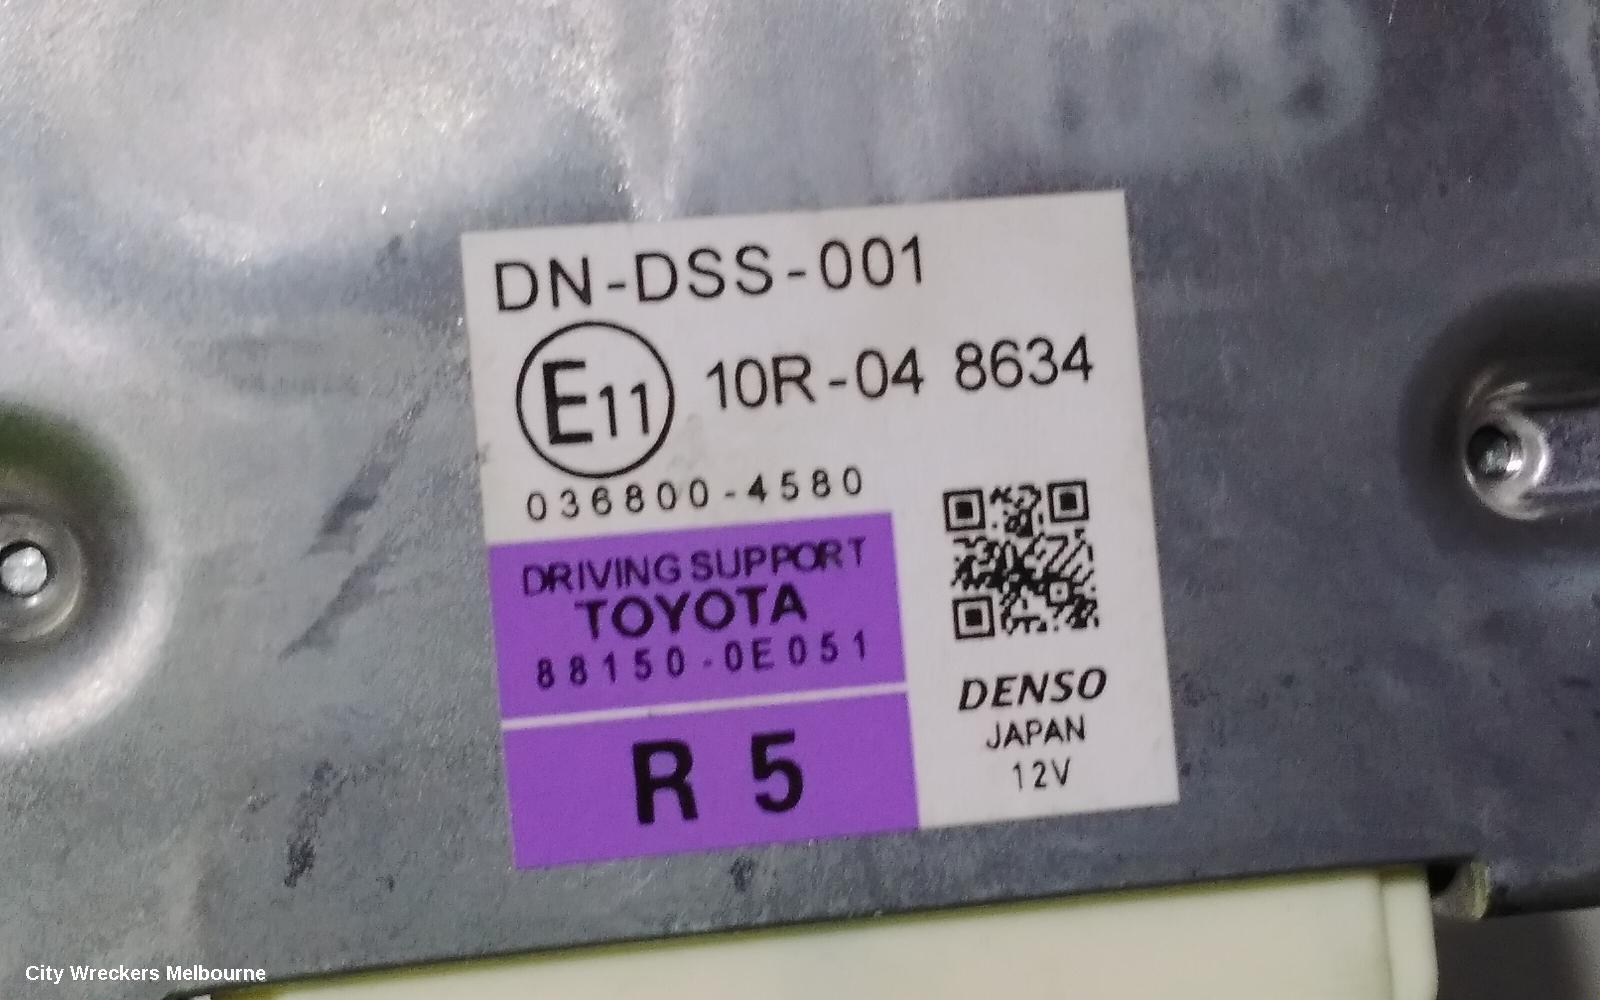 DN-DSS-001
E11 10R-04 8634
036800-4580
DRIVING SUPPORT
TOYOTA
88150-0E051
R 5
DENSO
JAPAN
12V
City Wreckers Melbourne